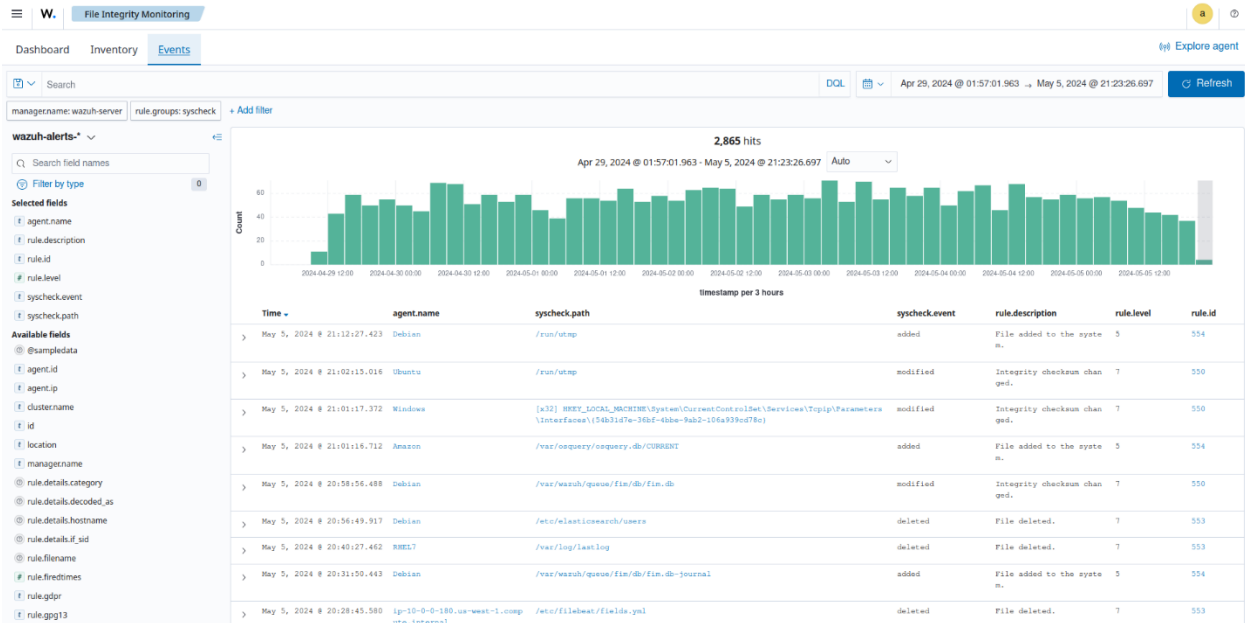 W. File Integrity Monitoring a
Dashboard Inventory Events Explore agent
Search DQL Apr 29, 2024 @ 01:57:01.963 → May 5, 2024 @ 21:23:26.697 Refresh
manager.name: wazuh-server rule.groups: syscheck + Add filter
wazuh-alerts-*
Search field names
Filter by type 0
Selected fields
t agent.name
t rule.description
t rule.id
# rule.level
t syscheck.event
t syscheck.path
Available fields
@sampledata
t agent.id
t agent.ip
t cluster.name
t id
t location
t manager.name
rule.details.category
rule.details.decoded_as
rule.details.hostname
rule.details.if_sid
rule.filename
# rule.firedtimes
t rule.gdpr
t rule.gpg13
2,865 hits
Apr 29, 2024 @ 01:57:01.963 - May 5, 2024 @ 21:23:26.697 Auto
Count
60
40
20
0
2024-04-29 12:00 2024-04-30 00:00 2024-04-30 12:00 2024-05-01 00:00 2024-05-01 12:00 2024-05-02 00:00 2024-05-02 12:00 2024-05-03 00:00 2024-05-03 12:00 2024-05-04 00:00 2024-05-04 12:00 2024-05-05 00:00 2024-05-05 12:00
timestamp per 3 hours
Time agent.name syscheck.path syscheck.event rule.description rule.level rule.id
May 5, 2024 @ 21:12:27.423 Debian /run/utmp added File added to the syste 5 554
m.
May 5, 2024 @ 21:02:15.016 Ubuntu /run/utmp modified Integrity checksum chan 7 550
ged.
May 5, 2024 @ 21:01:17.372 Windows [x32] HKEY_LOCAL_MACHINE\System\CurrentControlSet\Services\Tcpip\Parameters modified Integrity checksum chan 7 550
\Interfaces\{54b31d7e-36bf-4bbe-9ab2-106a939cd78c} ged.
May 5, 2024 @ 21:01:16.712 Amazon /var/osquery/osquery.db/CURRENT added File added to the syste 5 554
m.
May 5, 2024 @ 20:58:56.488 Debian /var/wazuh/queue/fim/db/fim.db modified Integrity checksum chan 7 550
ged.
May 5, 2024 @ 20:56:49.917 Debian /etc/elasticsearch/users deleted File deleted. 7 553
May 5, 2024 @ 20:40:27.462 RHEL7 /var/log/lastlog deleted File deleted. 7 553
May 5, 2024 @ 20:31:50.443 Debian /var/wazuh/queue/fim/db/fim.db-journal added File added to the syste 5 554
m.
May 5, 2024 @ 20:28:45.580 ip-10-0-0-180.us-west-1.comp /etc/filebeat/fields.yml deleted File deleted. 7 553
ute.internal